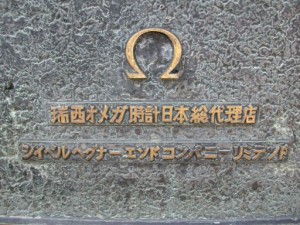 Ω
瑞西オメガ時計日本総代理店
シイベルヘクナーエンドコンパニーリミテッド